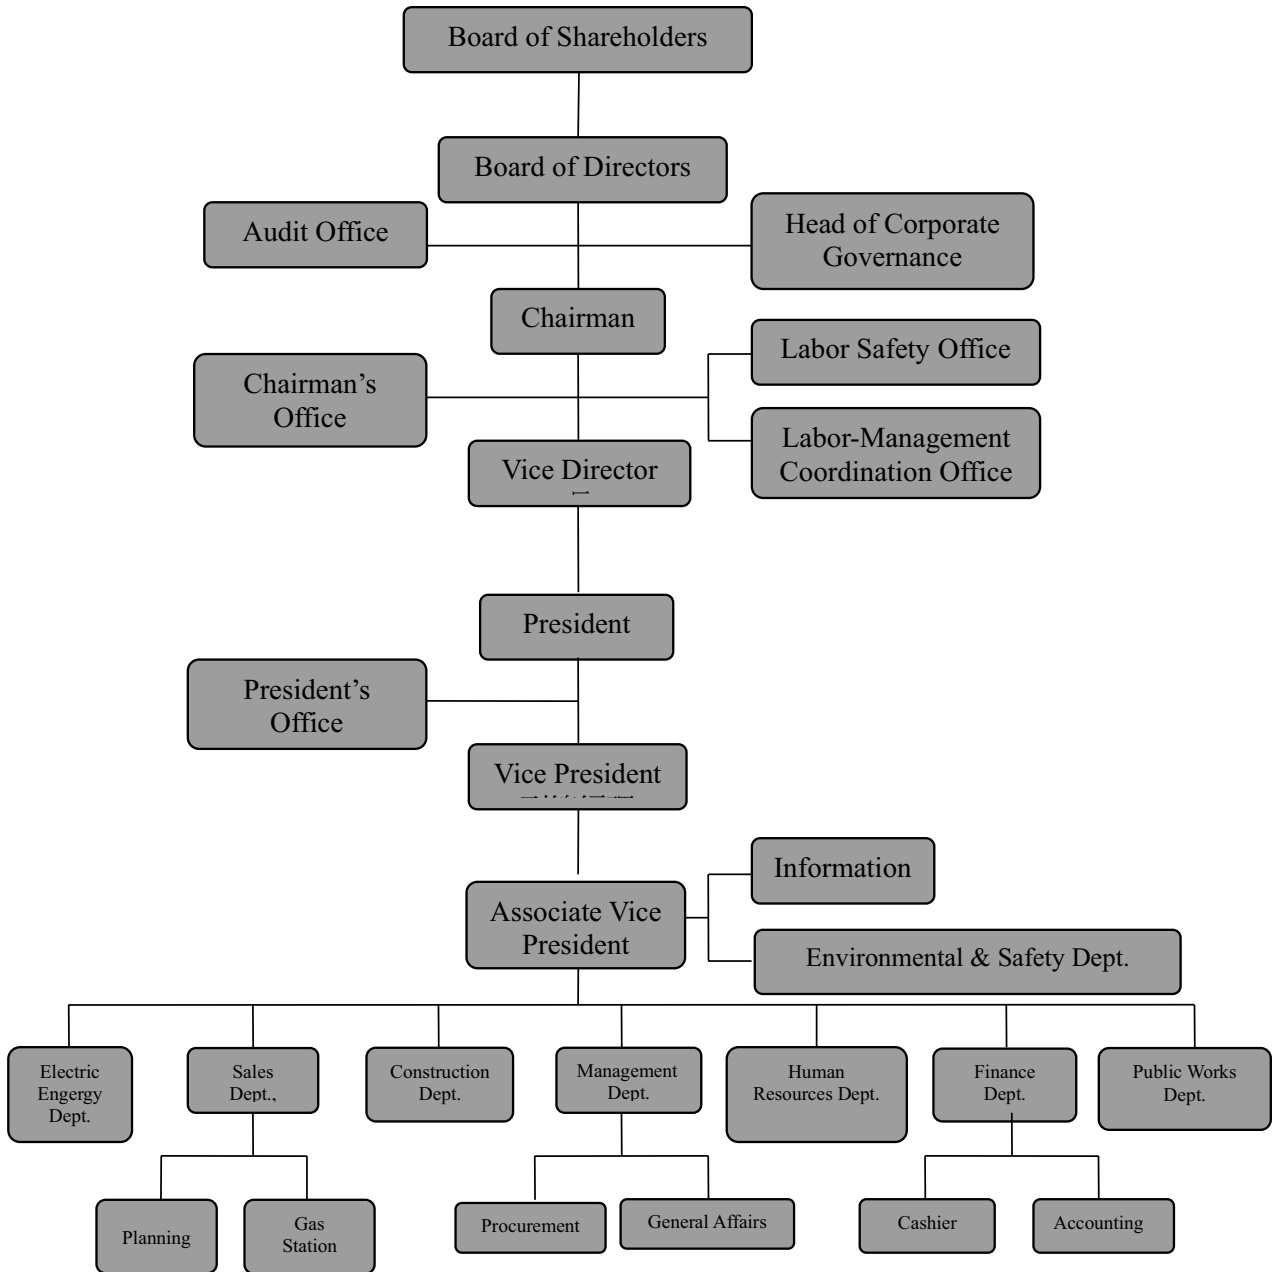 Board of Shareholders
Board of Directors
Audit Office
Head of Corporate
Governance
Chairman
Labor Safety Office
Chairman’s
Office
Labor-Management
Coordination Office
Vice Director
President
President’s
Office
Vice President
Information
Associate Vice
President
Environmental & Safety Dept.
Electric
Engergy
Dept.
Sales
Dept.,
Construction
Dept.
Management
Dept.
Human
Resources Dept.
Finance
Dept.
Public Works
Dept.
Planning
Gas
Station
Procurement
General Affairs
Cashier
Accounting